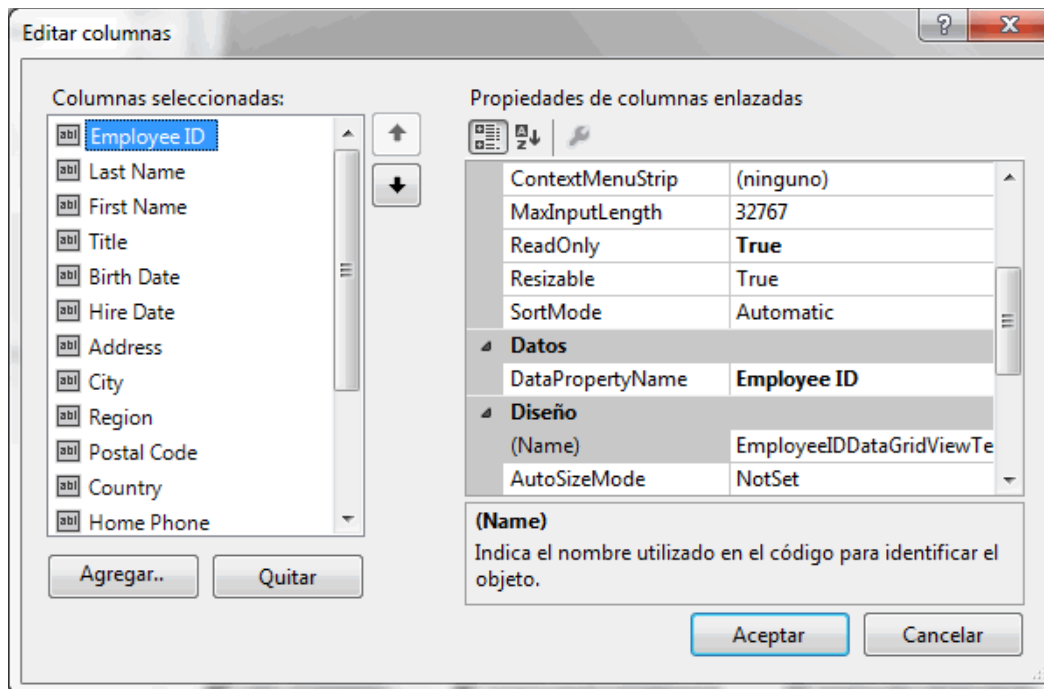 Editar columnas
Columnas seleccionadas:
Employee ID
Last Name
First Name
Title
Birth Date
Hire Date
Address
City
Region
Postal Code
Country
Home Phone
Agregar..
Quitar
Propiedades de columnas enlazadas
ContextMenuStrip (ninguno)
MaxInputLength 32767
ReadOnly True
Resizable True
SortMode Automatic
Datos
DataPropertyName Employee ID
Diseño
(Name) EmployeeIDDataGridViewTe
AutoSizeMode NotSet
(Name)
Indica el nombre utilizado en el código para identificar el
objeto.
Aceptar
Cancelar